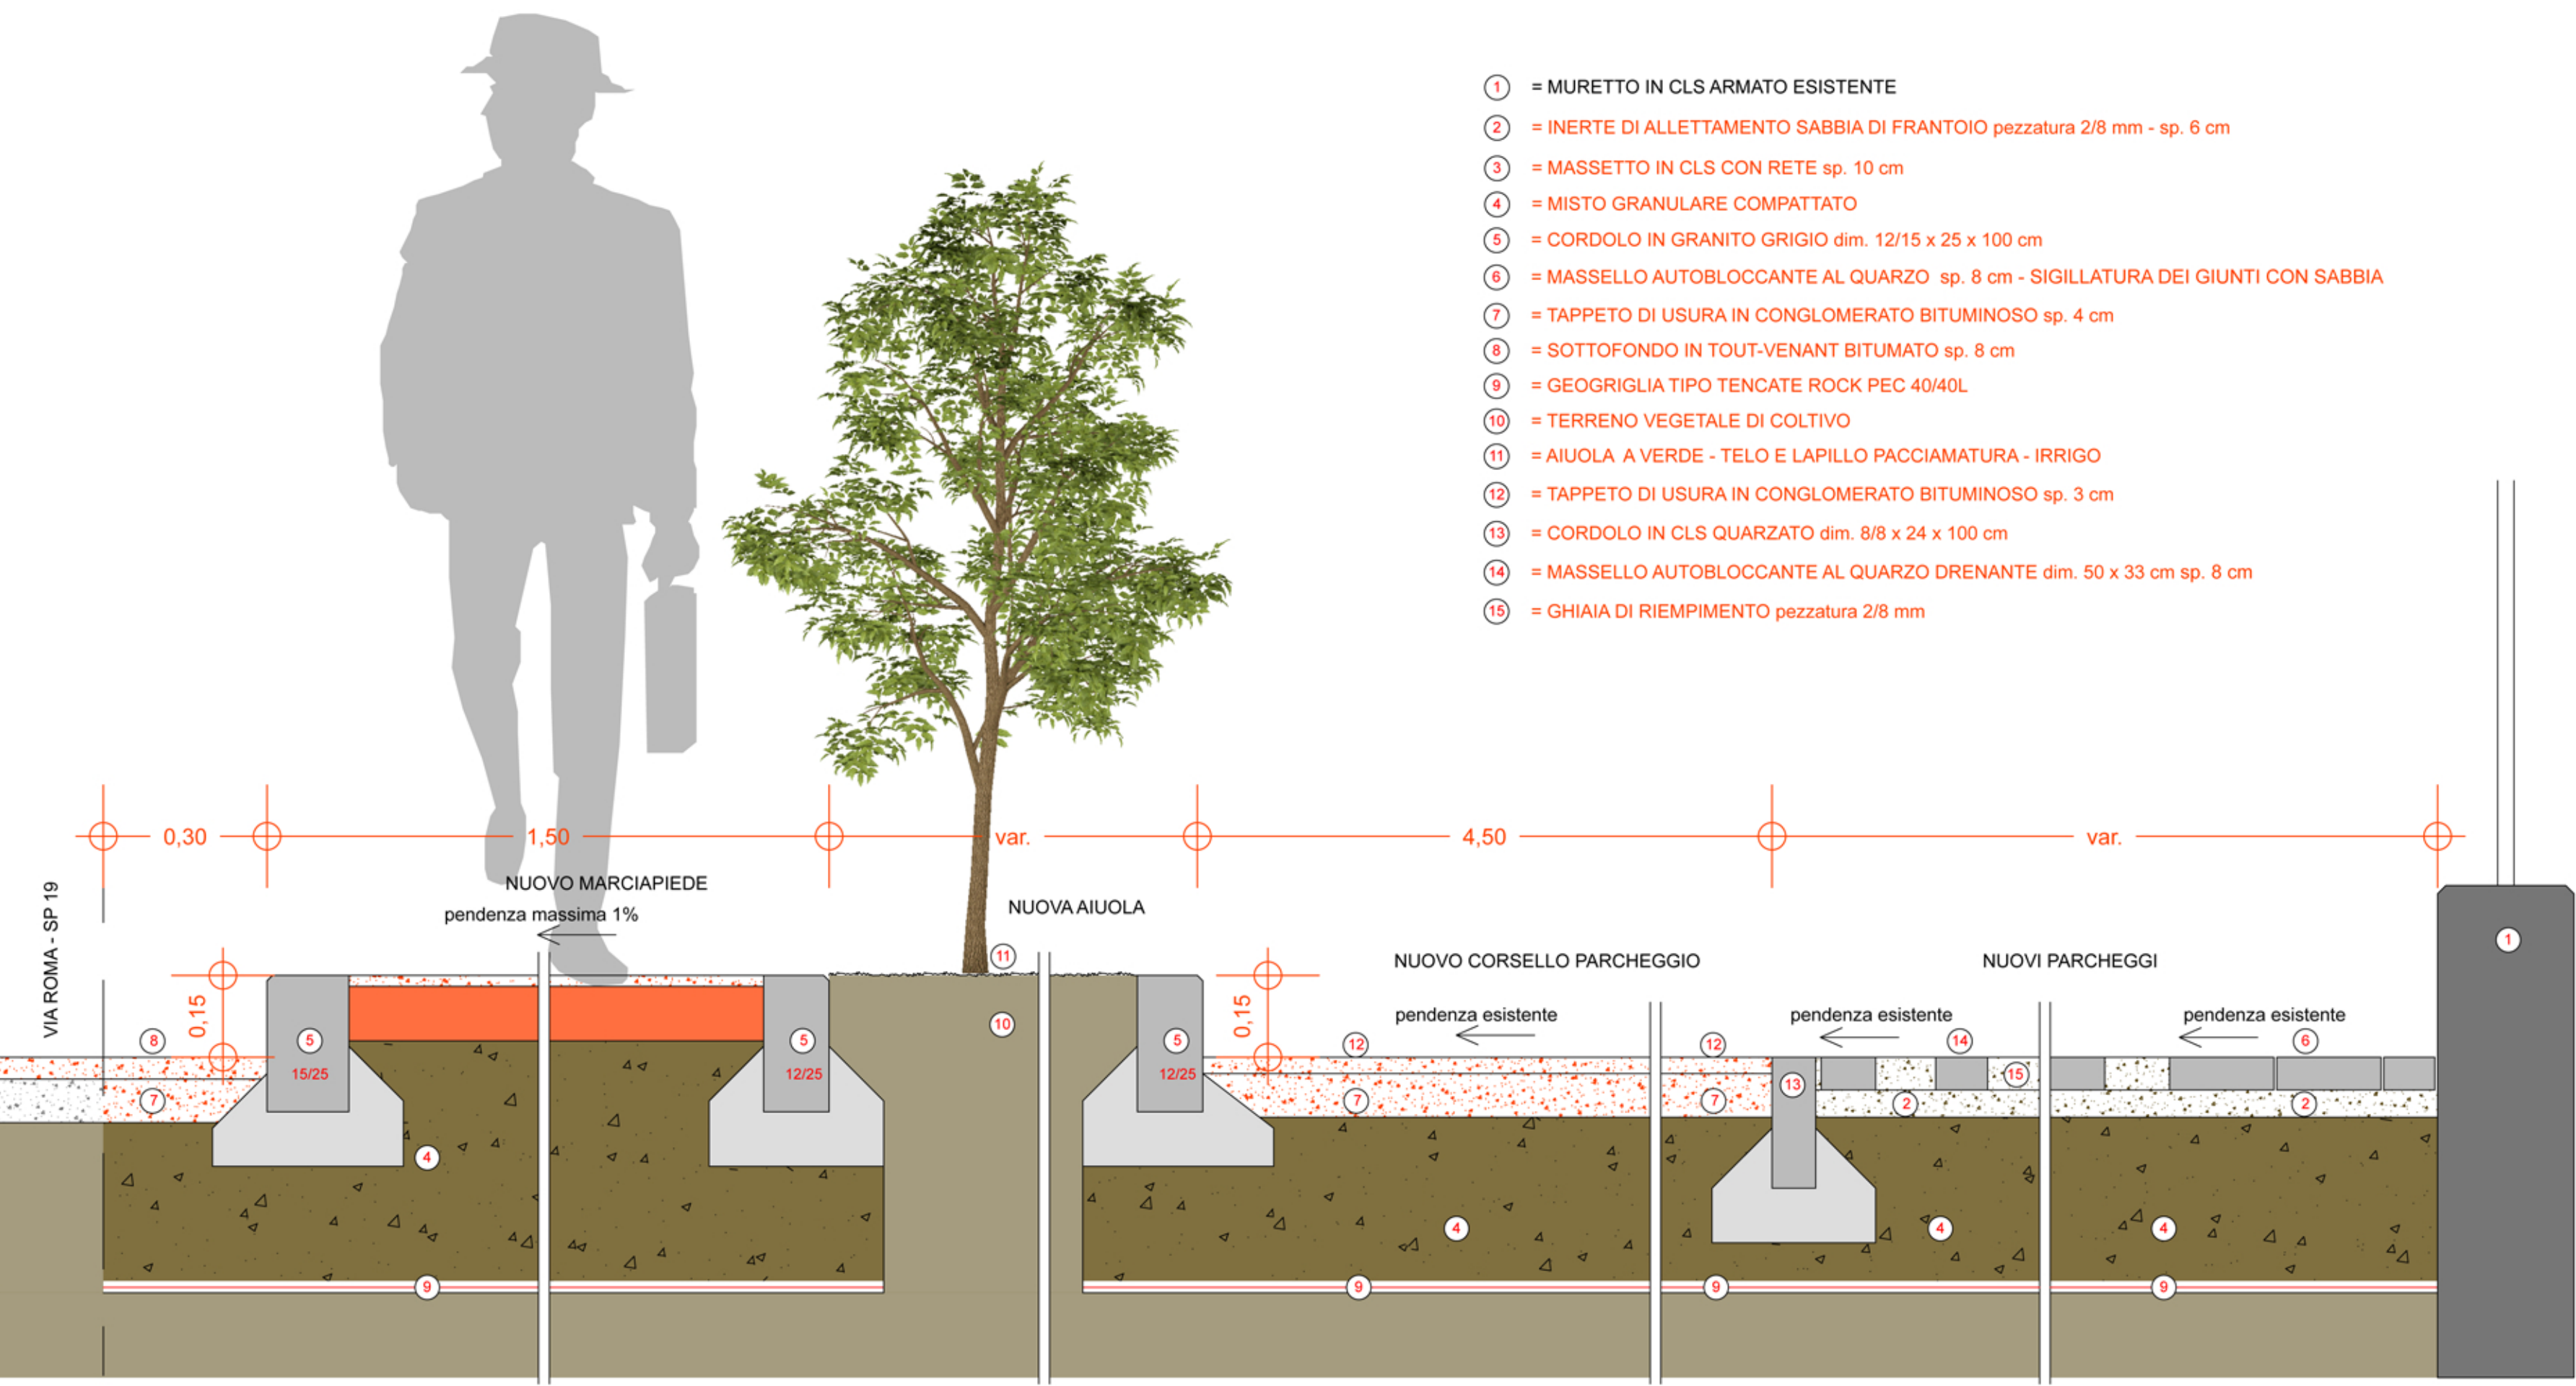 1 = MURETTO IN CLS ARMATO ESISTENTE
2 = INERTE DI ALLETTAMENTO SABBIA DI FRANTOIO pezzatura 2/8 mm - sp. 6 cm
3 = MASSETTO IN CLS CON RETE sp. 10 cm
4 = MISTO GRANULARE COMPATTATO
5 = CORDOLO IN GRANITO GRIGIO dim. 12/15 x 25 x 100 cm
6 = MASSELLO AUTOBLOCCANTE AL QUARZO sp. 8 cm - SIGILLATURA DEI GIUNTI CON SABBIA
7 = TAPPETO DI USURA IN CONGLOMERATO BITUMINOSO sp. 4 cm
8 = SOTTOFONDO IN TOUT-VENANT BITUMATO sp. 8 cm
9 = GEOGRIGLIA TIPO TENCATE ROCK PEC 40/40L
10 = TERRENO VEGETALE DI COLTIVO
11 = AIUOLA A VERDE - TELO E LAPILLO PACCIAMATURA - IRRIGO
12 = TAPPETO DI USURA IN CONGLOMERATO BITUMINOSO sp. 3 cm
13 = CORDOLO IN CLS QUARZATO dim. 8/8 x 24 x 100 cm
14 = MASSELLO AUTOBLOCCANTE AL QUARZO DRENANTE dim. 50 x 33 cm sp. 8 cm
15 = GHIAIA DI RIEMPIMENTO pezzatura 2/8 mm
0,30 1,50 var. 4,50 var.
VIA ROMA - SP 19
NUOVO MARCIAPIEDE
pendenza massima 1%
NUOVA AIUOLA
NUOVO CORSELLO PARCHEGGIO
NUOVI PARCHEGGI
1
11
0,15
0,15
pendenza esistente
pendenza esistente
pendenza esistente
8 5 5 10 5 12 12 14 6
15/25 12/25 12/25
7 7 7 13 2 15 2
4 4 4 4
9 9 9 9